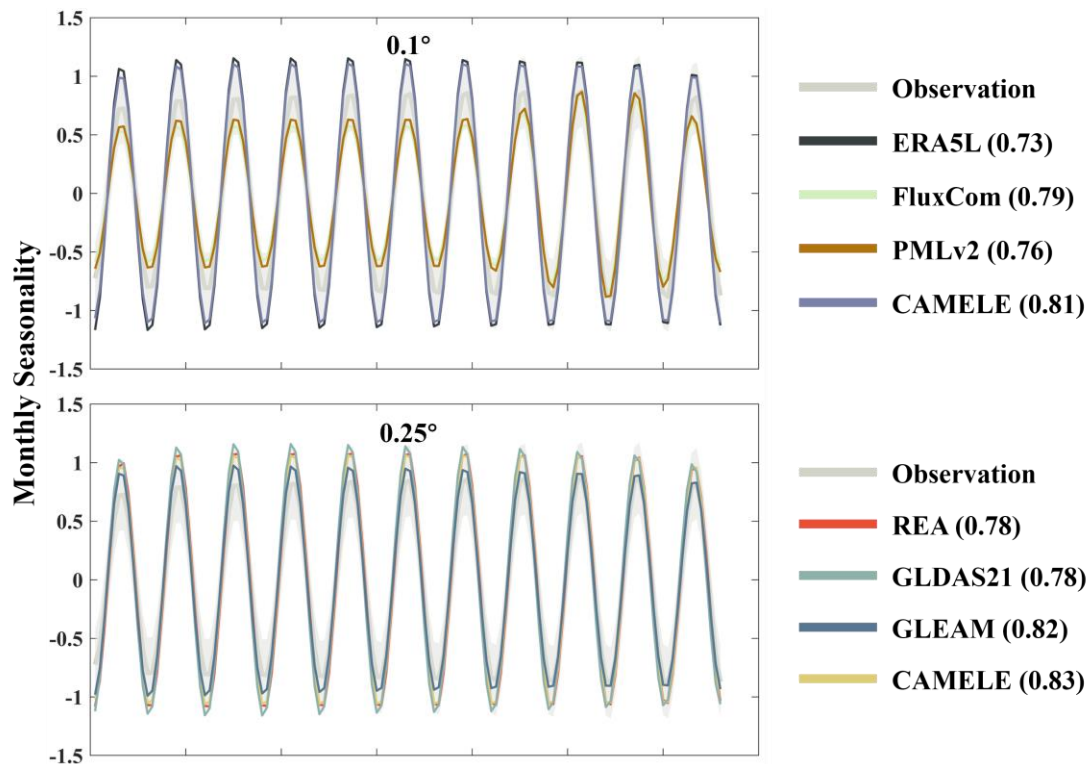 Monthly Seasonality
0.1°
1
0.5
0
-0.5
-1
-1.5
Observation
ERA5L (0.73)
FluxCom (0.79)
PMLv2 (0.76)
CAMELE (0.81)
0.25°
1.5
1
0.5
0
-0.5
-1
-1.5
Observation
REA (0.78)
GLDAS21 (0.78)
GLEAM (0.82)
CAMELE (0.83)